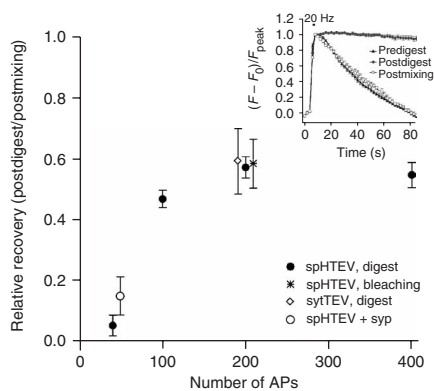 20 Hz
(F – F0)/Fpeak
1.2
1.0
0.8
0.6
0.4
0.2
0.0
Predigest
Postdigest
Postmixing
0 20 40 60 80
Time (s)
Relative recovery (postdigest/postmixing)
1.0
0.8
0.6
0.4
0.2
0.0
spHTEV, digest
spHTEV, bleaching
sytTEV, digest
spHTEV + syp
0 100 200 300 400
Number of APs